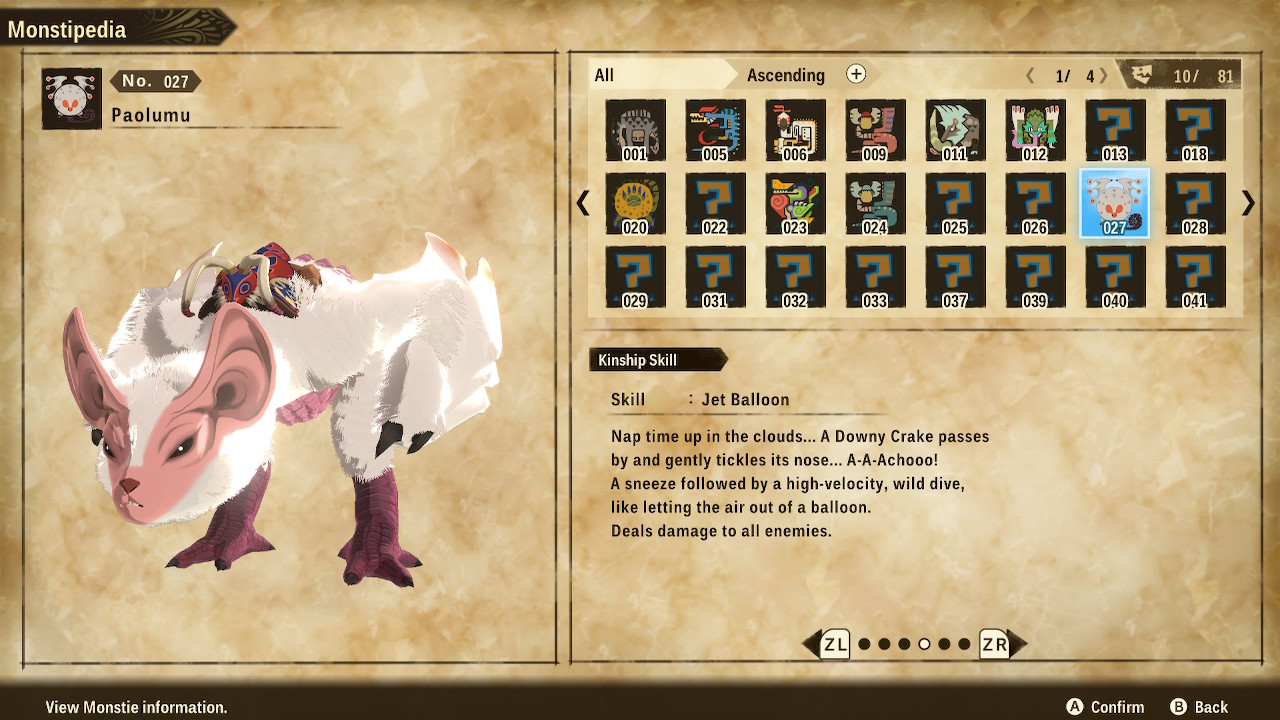 Monstipedia
No. 027
Paolumu
All
Ascending
1/ 4
10/ 81
001 005 006 009 011 012 013 018
020 022 023 024 025 026 027 028
029 031 032 033 037 039 040 041
Kinship Skill
Skill : Jet Balloon
Nap time up in the clouds... A Downy Crake passes
by and gently tickles its nose... A-A-Achooo!
A sneeze followed by a high-velocity, wild dive,
like letting the air out of a balloon.
Deals damage to all enemies.
ZL ZR
View Monstie information.
A Confirm B Back